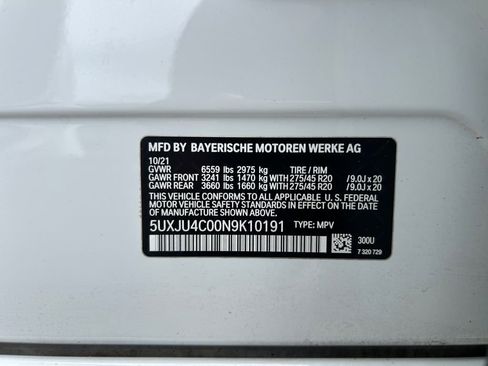 MFD BY BAYERISCHE MOTOREN WERKE AG
10/21
GVWR 6559 lbs 2975 kg TIRE / RIM
GAWR FRONT 3241 lbs 1470 kg WITH 275/45 R20 /9.0J x 20
GAWR REAR 3660 lbs 1660 kg WITH 275/45 R20 /9.0J x 20
THIS VEHICLE CONFORMS TO ALL APPLICABLE U. S. FEDERAL
MOTOR VEHICLE SAFETY STANDARDS IN EFFECT ON THE DATE OF
MANUFACTURE SHOWN ABOVE.
5UXJU4C00N9K10191 TYPE: MPV
300U
7 320 729